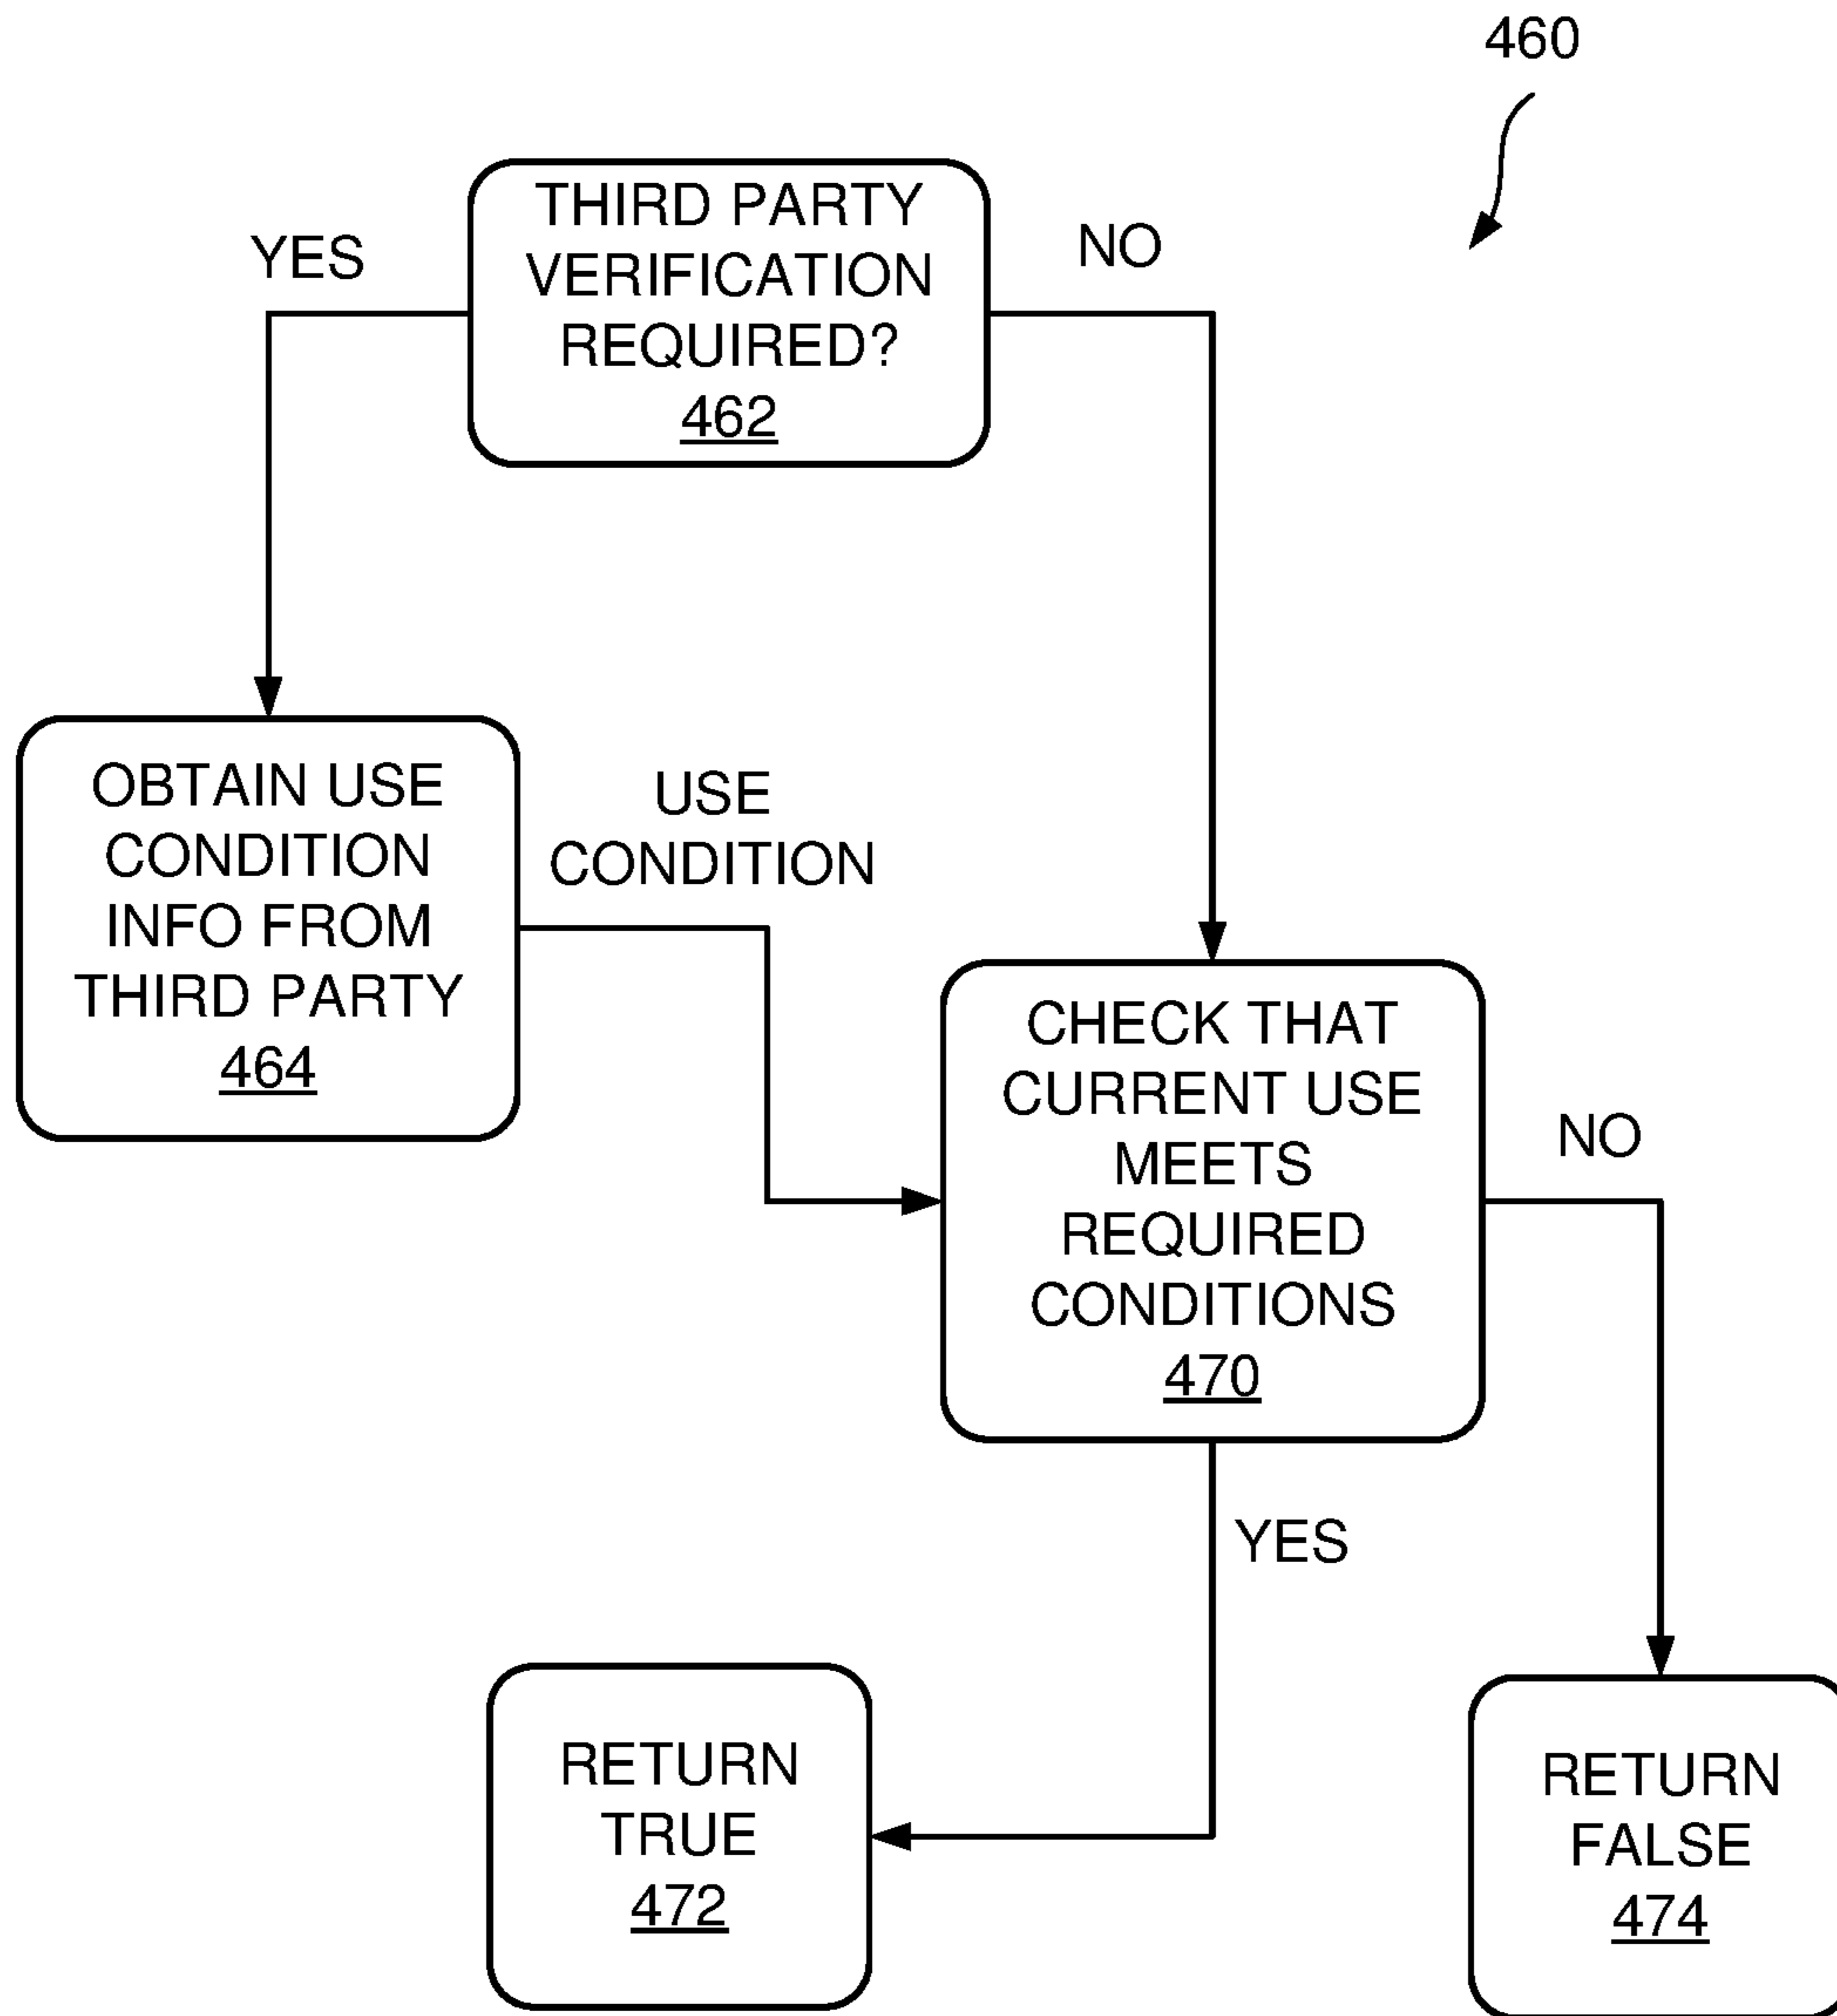 460
THIRD PARTY
VERIFICATION
REQUIRED?
462
YES
NO
OBTAIN USE
CONDITION
INFO FROM
THIRD PARTY
464
USE
CONDITION
CHECK THAT
CURRENT USE
MEETS
REQUIRED
CONDITIONS
470
NO
YES
RETURN
TRUE
472
RETURN
FALSE
474